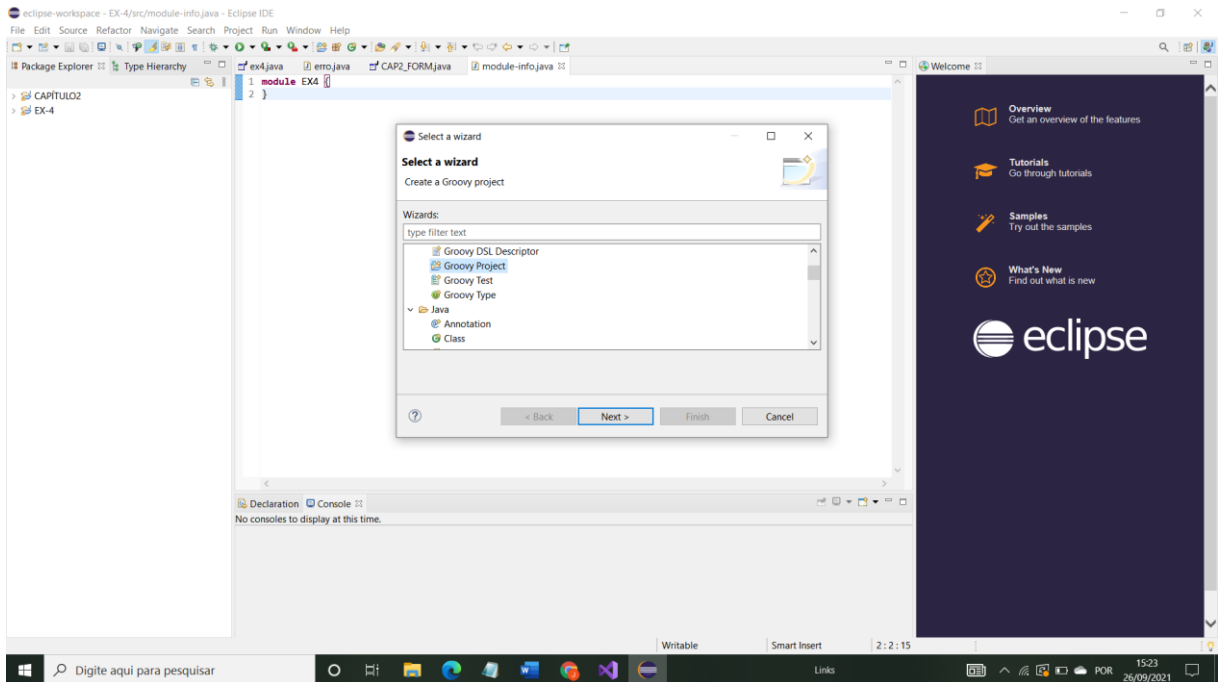 eclipse-workspace - EX-4/src/module-info.java - Eclipse IDE
File Edit Source Refactor Navigate Search Project Run Window Help
Package Explorer Type Hierarchy
ex4.java erro.java CAP2_FORM.java module-info.java
Welcome
CAPÍTULO2
EX-4
1 module EX4 {
2 }
Select a wizard
Select a wizard
Create a Groovy project
Wizards:
type filter text
Groovy DSL Descriptor
Groovy Project
Groovy Test
Groovy Type
Java
Annotation
Class
< Back Next > Finish Cancel
Overview
Get an overview of the features
Tutorials
Go through tutorials
Samples
Try out the samples
What's New
Find out what is new
eclipse
Declaration Console
No consoles to display at this time.
Writable Smart Insert 2 : 2 : 15
Digite aqui para pesquisar
Links
POR
15:23
26/09/2021